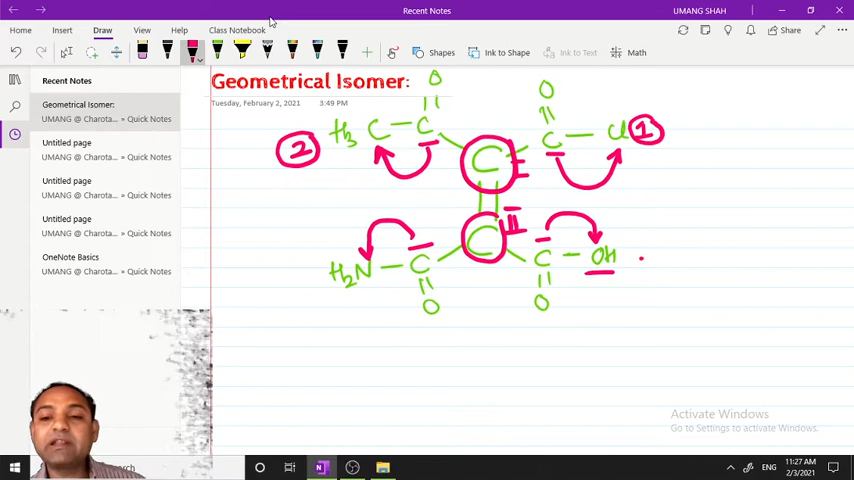 Recent Notes
UMANG SHAH
Home
Insert
Draw
View
Help
Class Notebook
Share
Shapes
Ink to Shape
Ink to Text
Math
Recent Notes
Geometrical Isomer:
UMANG @ Charota... » Quick Notes
Untitled page
UMANG @ Charota... » Quick Notes
Untitled page
UMANG @ Charota... » Quick Notes
Untitled page
UMANG @ Charota... » Quick Notes
OneNote Basics
UMANG @ Charota... » Quick Notes
Geometrical Isomer:
Tuesday, February 2, 2021 3:49 PM
O O
2 H3 C – C C – Cl 1
C I
C II
H2N – C C – OH
O O
Activate Windows
Go to Settings to activate Windows.
earch
ENG
11:27 AM
2/3/2021